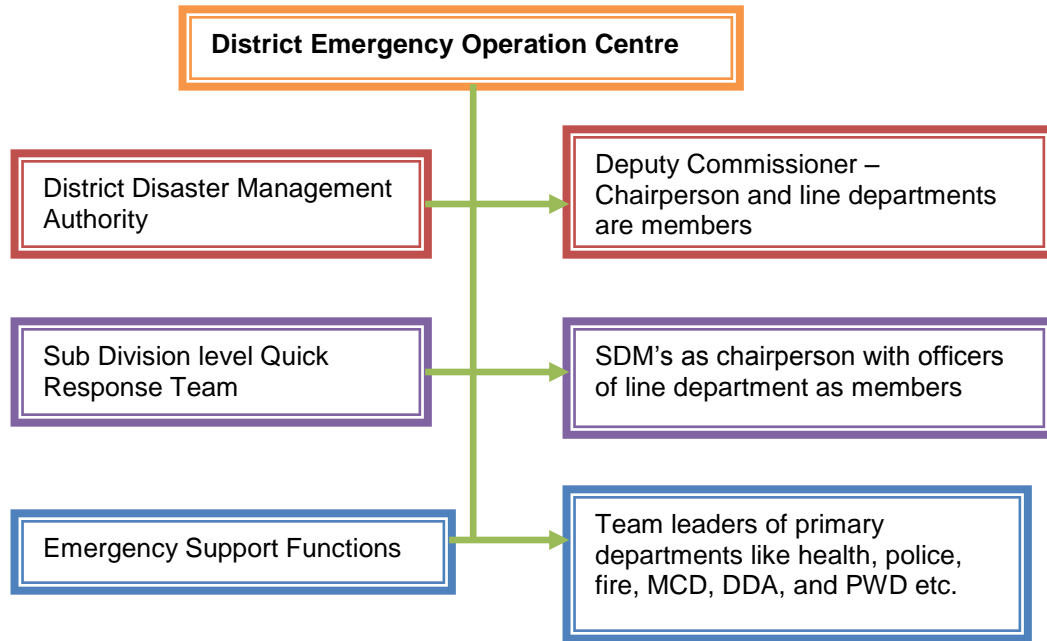 District Emergency Operation Centre
District Disaster Management
Authority
Deputy Commissioner –
Chairperson and line departments
are members
Sub Division level Quick
Response Team
SDM’s as chairperson with officers
of line department as members
Emergency Support Functions
Team leaders of primary
departments like health, police,
fire, MCD, DDA, and PWD etc.